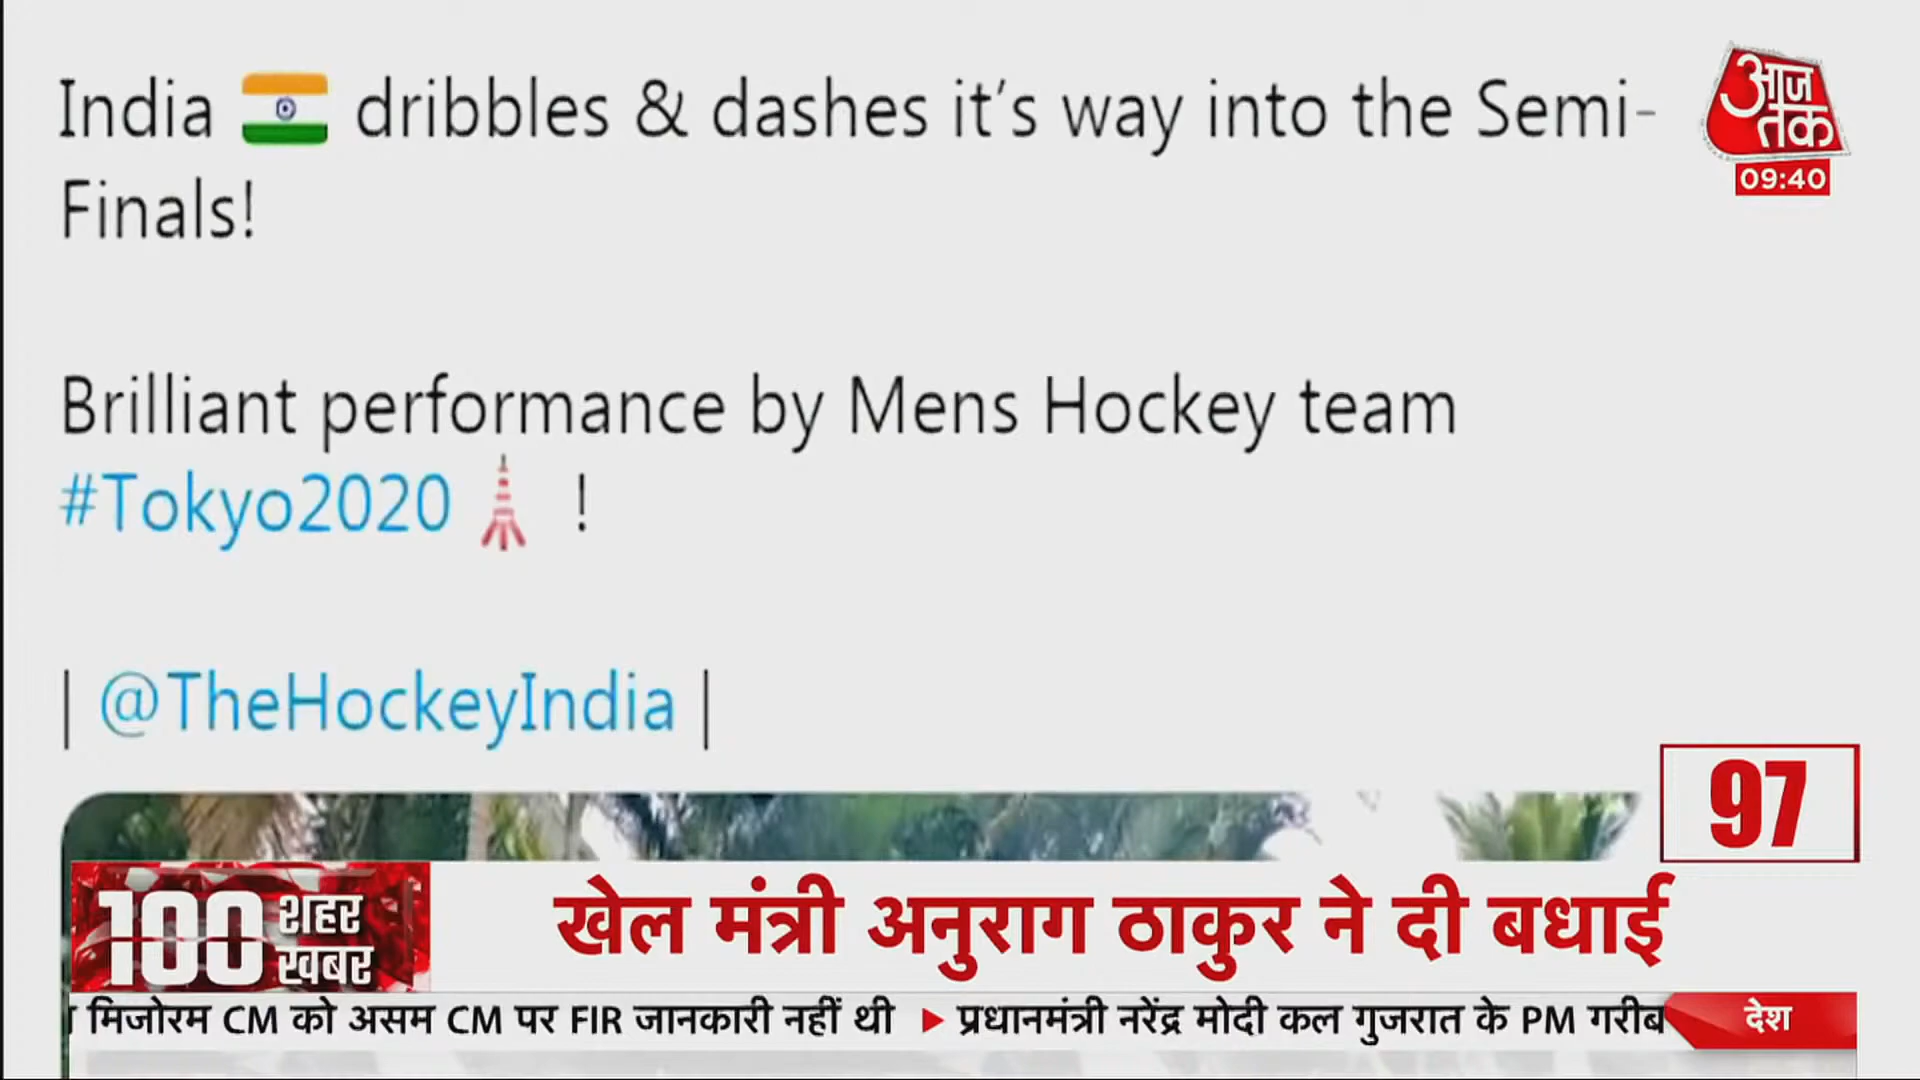 India 🇮🇳 dribbles & dashes it's way into the Semi-
Finals!
Brilliant performance by Mens Hockey team
#Tokyo2020 🗼 !
| @TheHockeyIndia |
आज
तक
09:40
97
100 शहर
खबर
खेल मंत्री अनुराग ठाकुर ने दी बधाई
मिजोरम CM को असम CM पर FIR जानकारी नहीं थी ▶ प्रधानमंत्री नरेंद्र मोदी कल गुजरात के PM गरीब
देश